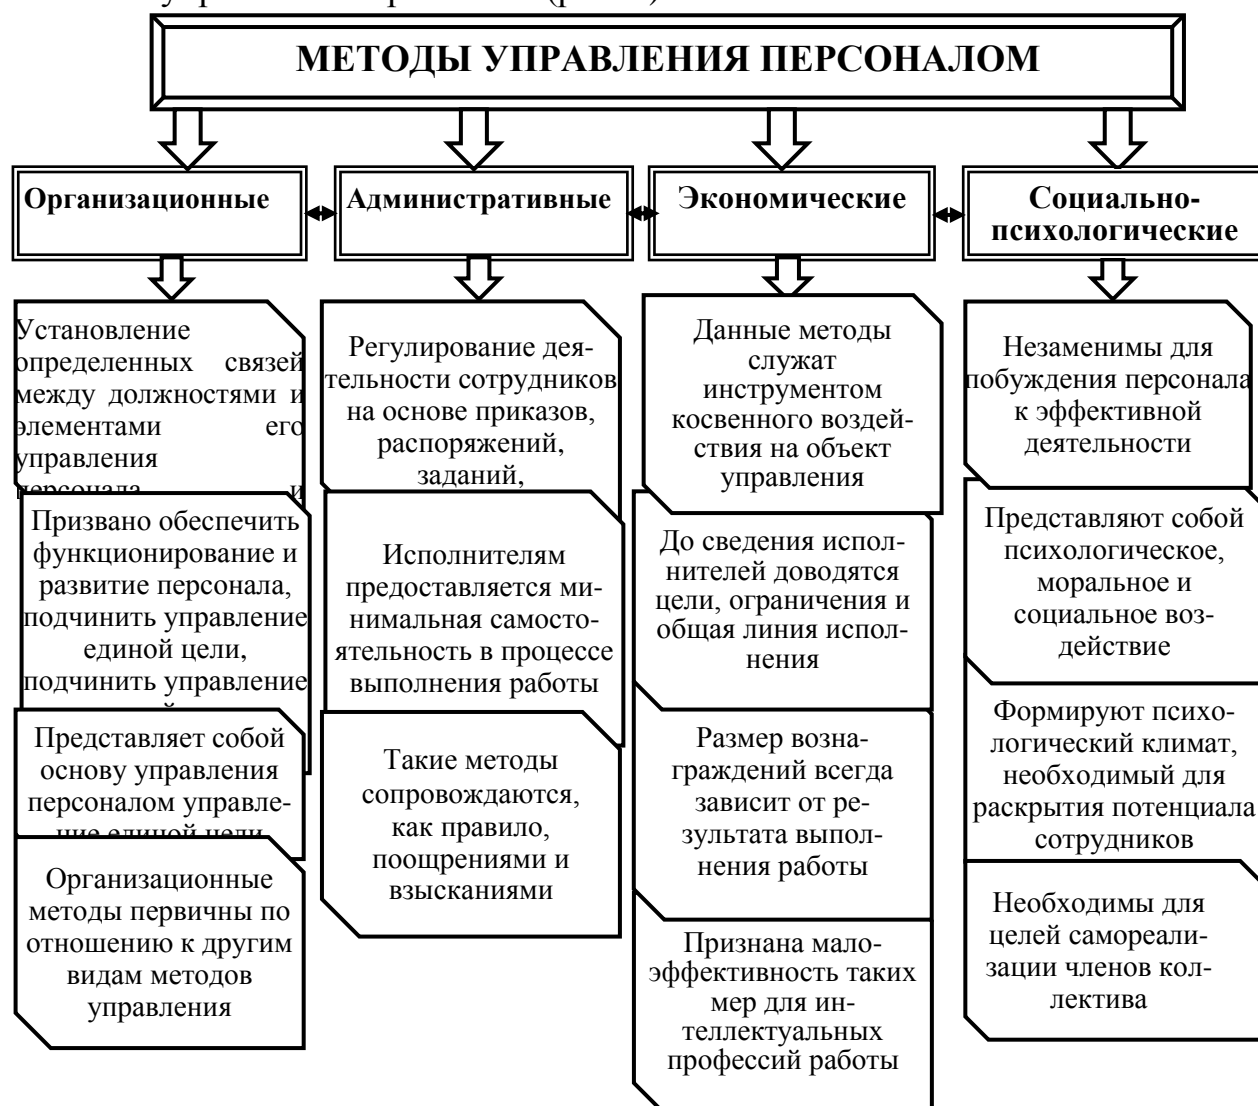 МЕТОДЫ УПРАВЛЕНИЯ ПЕРСОНАЛОМ
Организационные
Установление
определенных связей
между должностями и
элементами его
управления
персонала и
Призвано обеспечить
функционирование и
развитие персонала,
подчинить управление
единой цели,
подчинить управление
Представляет собой
основу управления
персоналом управле-
ние единой цели
Организационные
методы первичны по
отношению к другим
видам методов
управления
Административные
Регулирование дея-
тельности сотрудников
на основе приказов,
распоряжений,
заданий,
Исполнителям
предоставляется ми-
нимальная самосто-
ятельность в процессе
выполнения работы
Такие методы
сопровождаются,
как правило,
поощрениями и
взысканиями
Экономические
Данные методы
служат
инструментом
косвенного воздей-
ствия на объект
управления
До сведения испол-
нителей доводятся
цели, ограничения и
общая линия испол-
нения
Размер возна-
граждений всегда
зависит от ре-
зультата выпол-
нения работы
Признана мало-
эффективность таких
мер для ин-
теллектуальных
профессий работы
Социально-
психологические
Незаменимы для
побуждения персонала
к эффективной
деятельности
Представляют собой
психологическое,
моральное и
социальное воз-
действие
Формируют психо-
логический климат,
необходимый для
раскрытия потенциала
сотрудников
Необходимы для
целей самореали-
зации членов кол-
лектива